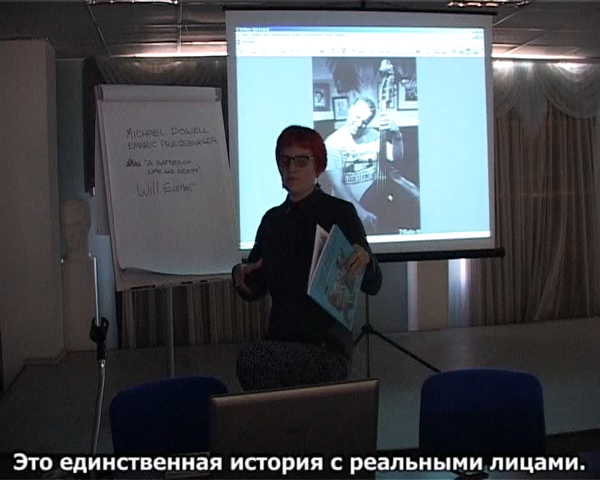 MICHAEL POWELL
EMERIC PRESSBURGER
"A MATTER OF
LIFE AND DEATH"
WILL EISNER
Это единственная история с реальными лицами.